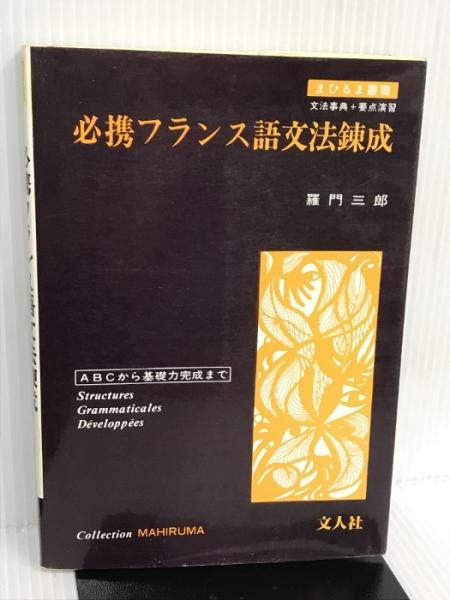 まひるま叢書
文法事典+要点演習
必携フランス語文法錬成
羅門三郎
ABCから基礎力完成まで
Structures
Grammaticales
Développées
Collection MAHIRUMA
文人社